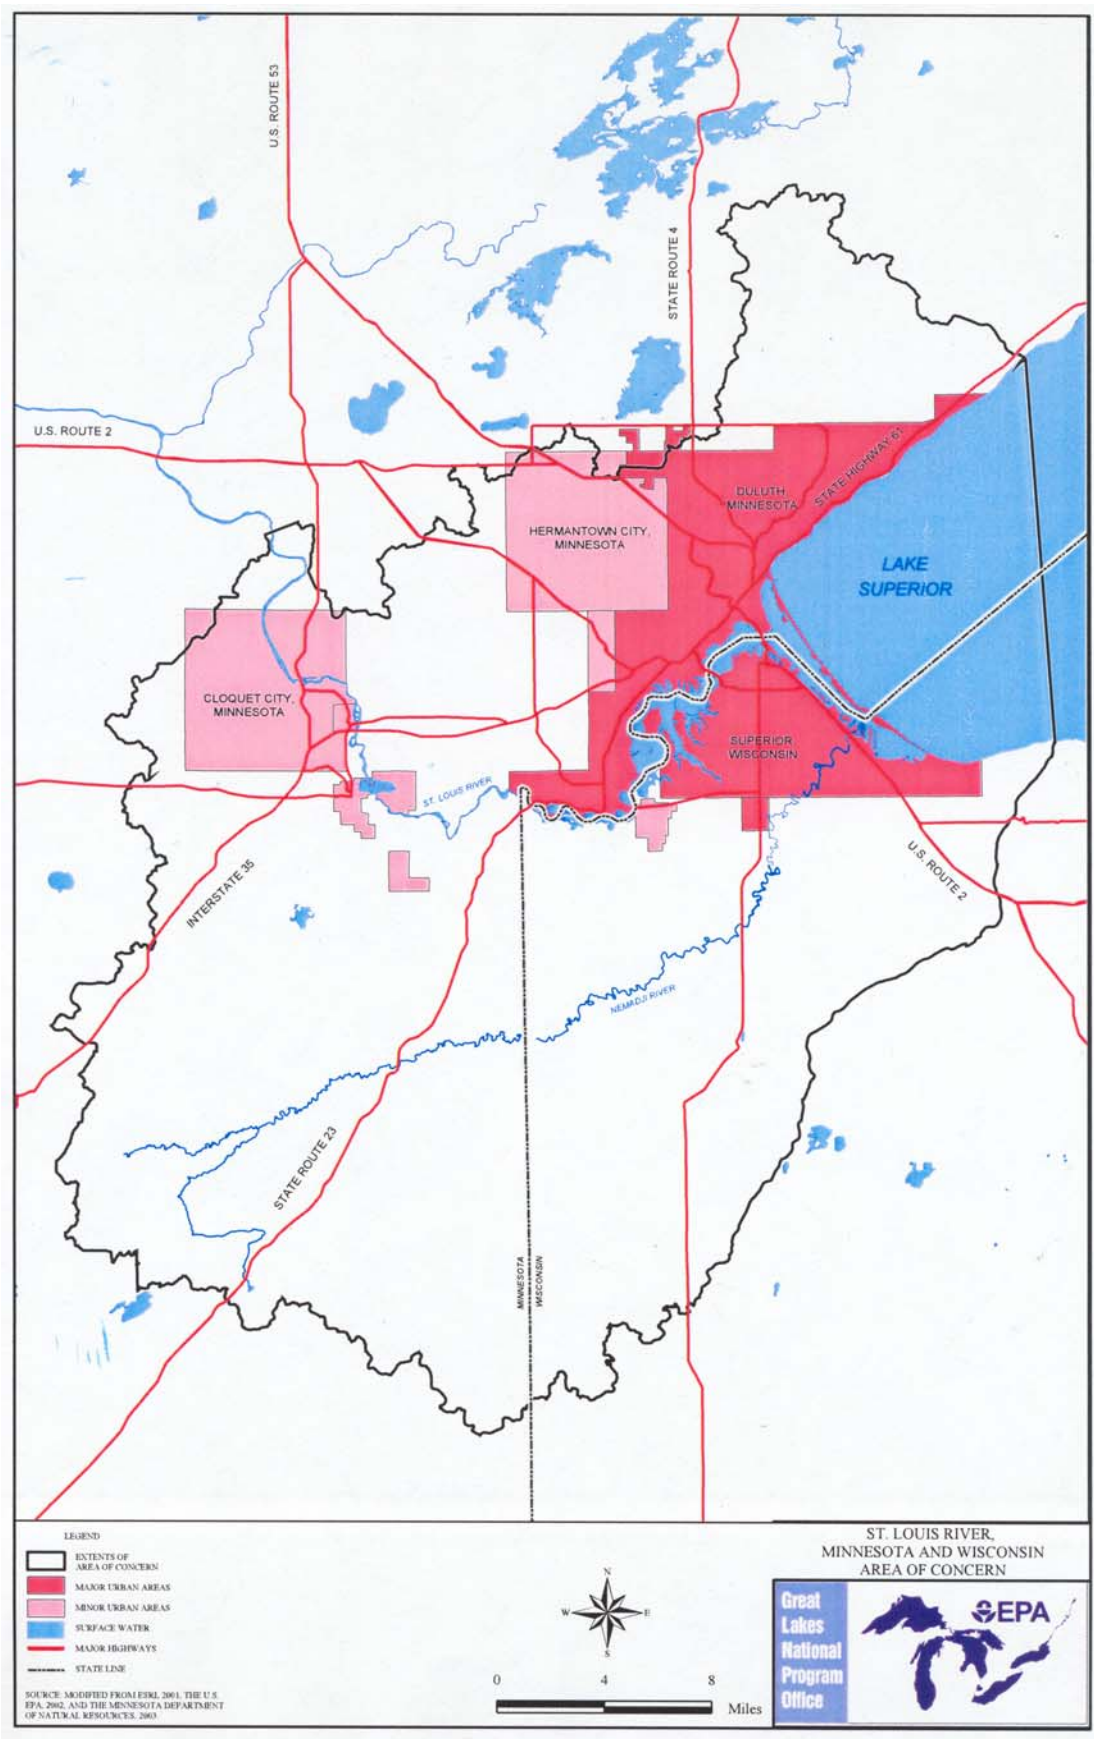 U.S. ROUTE 53
STATE ROUTE 4
U.S. ROUTE 2
STATE HIGHWAY 61
DULUTH,
MINNESOTA
HERMANTOWN CITY,
MINNESOTA
LAKE
SUPERIOR
CLOQUET CITY,
MINNESOTA
SUPERIOR
WISCONSIN
ST. LOUIS RIVER
INTERSTATE 35
U.S. ROUTE 2
NEMADJI RIVER
STATE ROUTE 23
MINNESOTA
WISCONSIN
LEGEND
EXTENTS OF
AREA OF CONCERN
MAJOR URBAN AREAS
MINOR URBAN AREAS
SURFACE WATER
MAJOR HIGHWAYS
STATE LINE
SOURCE: MODIFIED FROM ESRI, 2001, THE U.S.
EPA, 2002, AND THE MINNESOTA DEPARTMENT
OF NATURAL RESOURCES, 2003
N
W E
S
0 4 8
Miles
ST. LOUIS RIVER,
MINNESOTA AND WISCONSIN
AREA OF CONCERN
Great
Lakes
National
Program
Office
EPA